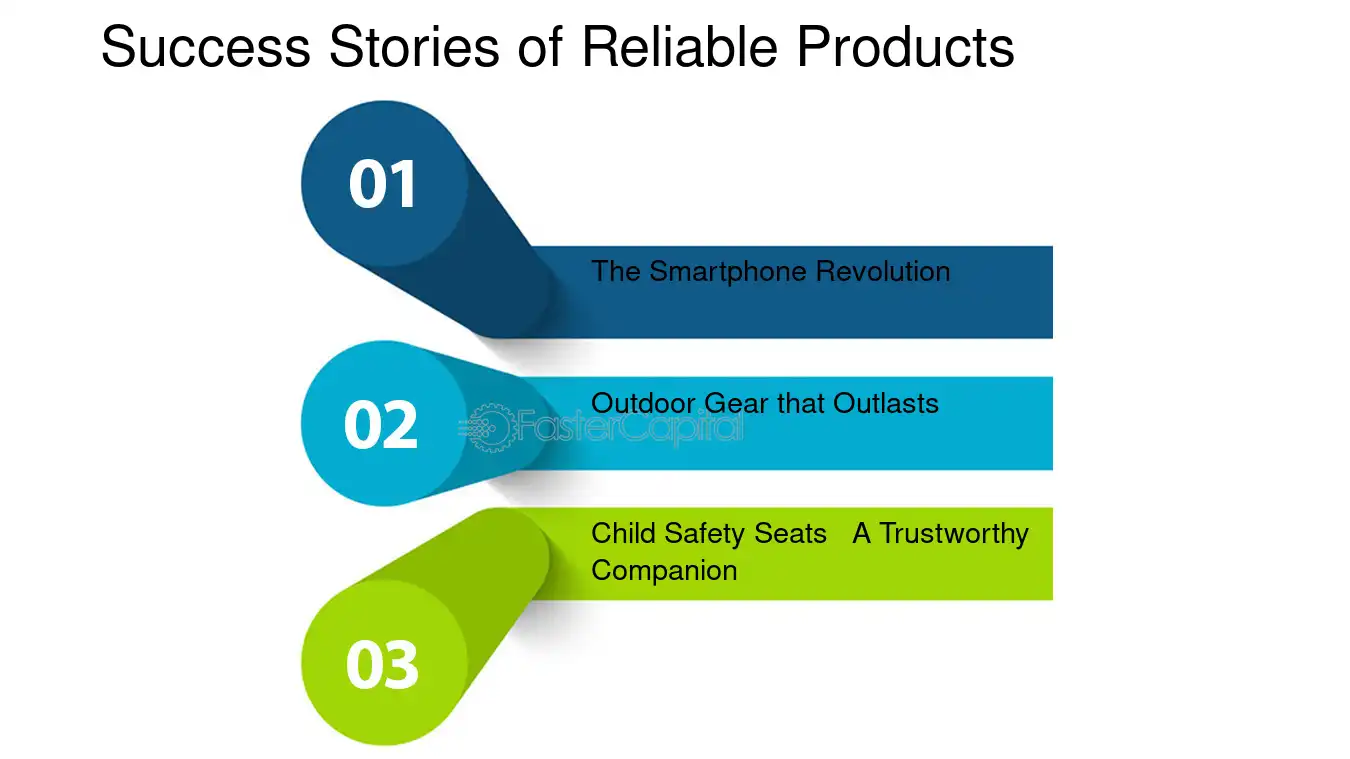 Success Stories of Reliable Products
01
The Smartphone Revolution
02
Outdoor Gear that Outlasts
FasterCapital
Child Safety Seats   A Trustworthy
Companion
03